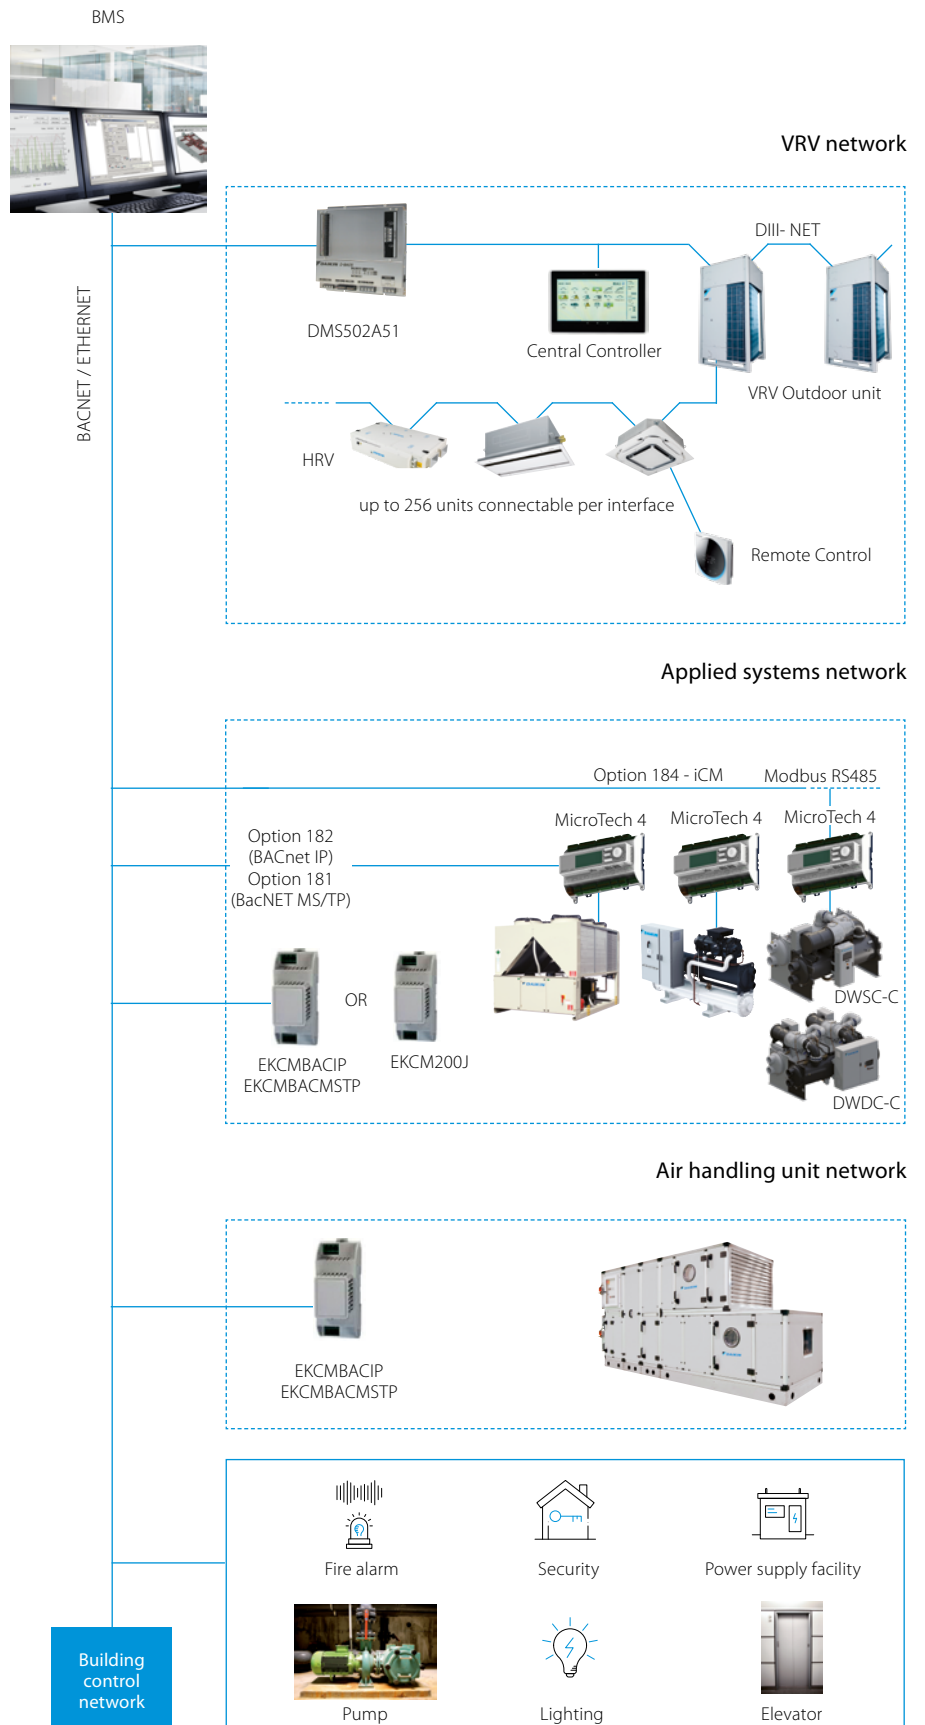 BMS
BACNET / ETHERNET
VRV network
DIII- NET
DMS502A51
Central Controller
VRV Outdoor unit
HRV
up to 256 units connectable per interface
Remote Control
Applied systems network
Option 184 - iCM
Modbus RS485
Option 182
(BACnet IP)
Option 181
(BacNET MS/TP)
MicroTech 4
MicroTech 4
MicroTech 4
OR
EKCMBACIP
EKCMBACMSTP
EKCM200J
DWSC-C
DWDC-C
Air handling unit network
EKCMBACIP
EKCMBACMSTP
Fire alarm
Security
Power supply facility
Building
control
network
Pump
Lighting
Elevator